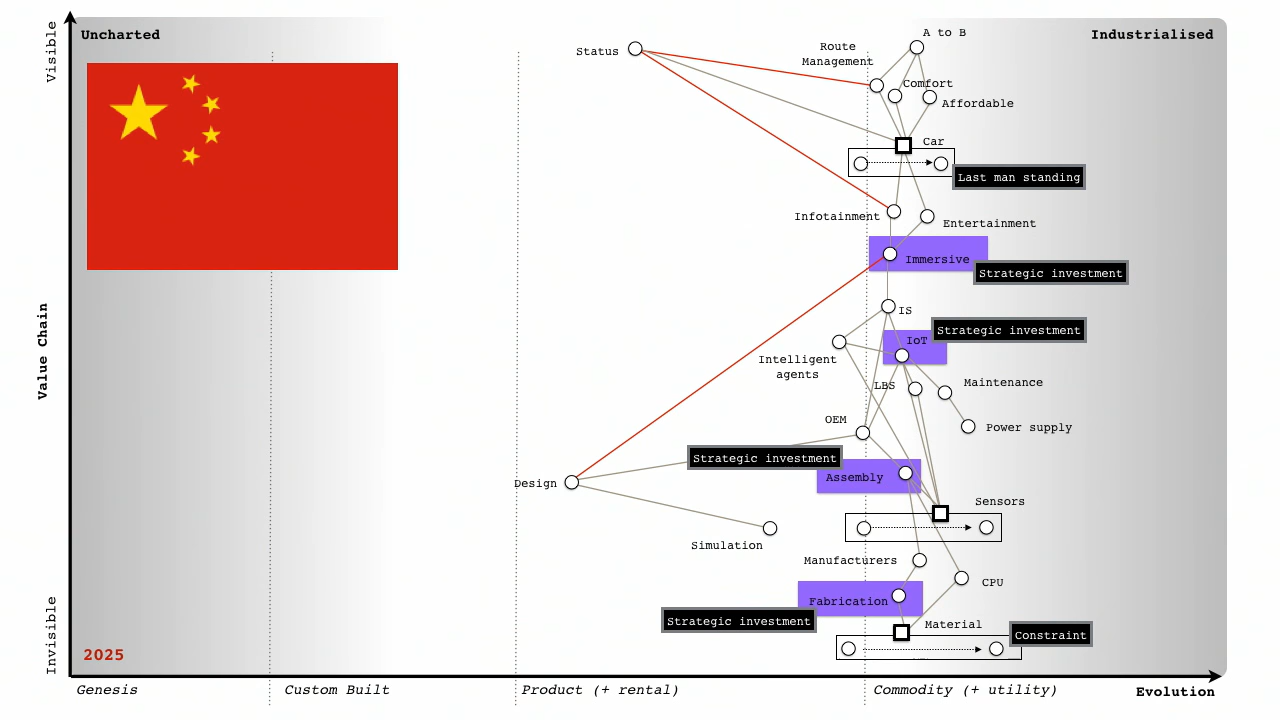 Visible
Uncharted
Industrialised
A to B
Status
Route
Management
Comfort
Affordable
Car
Last man standing
Infotainment
Entertainment
Immersive
Strategic investment
IS
Strategic investment
IoT
Intelligent
agents
LBS
Maintenance
Value Chain
OEM
Power supply
Strategic investment
Assembly
Design
Sensors
Simulation
Manufacturers
CPU
Fabrication
Strategic investment
Material
Constraint
Invisible
2025
Genesis
Custom Built
Product (+ rental)
Commodity (+ utility)
Evolution